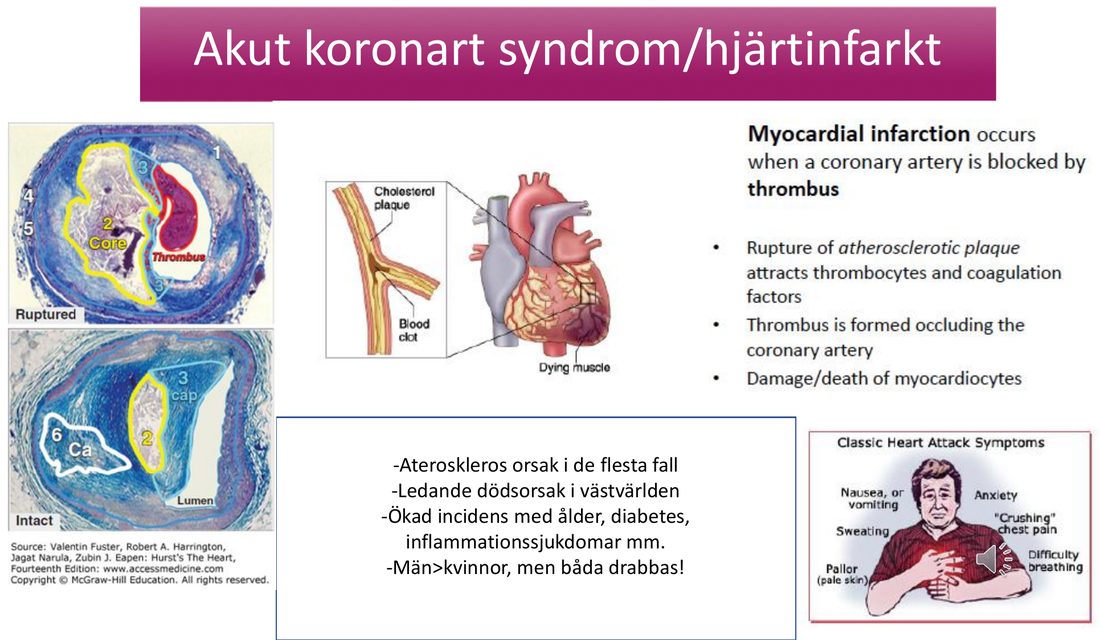 Akut koronart syndrom/hjärtinfarkt
1
3
4
5
2
Core
Thrombus
3
Ruptured
3
cap
6
Ca
2
Lumen
Intact
Source: Valentin Fuster, Robert A. Harrington,
Jagat Narula, Zubin J. Eapen: Hurst's The Heart,
Fourteenth Edition: www.accessmedicine.com
Copyright © McGraw-Hill Education. All rights reserved.
Cholesterol
plaque
Blood
clot
Dying muscle
Myocardial infarction occurs
when a coronary artery is blocked by
thrombus
• Rupture of atherosclerotic plaque
attracts thrombocytes and coagulation
factors
• Thrombus is formed occluding the
coronary artery
• Damage/death of myocardiocytes
-Ateroskleros orsak i de flesta fall
-Ledande dödsorsak i västvärlden
-Ökad incidens med ålder, diabetes,
inflammationssjukdomar mm.
-Män>kvinnor, men båda drabbas!
Classic Heart Attack Symptoms
Nausea, or
vomiting
Anxiety
"Crushing"
chest pain
Sweating
Difficulty
breathing
Pallor
(pale skin)